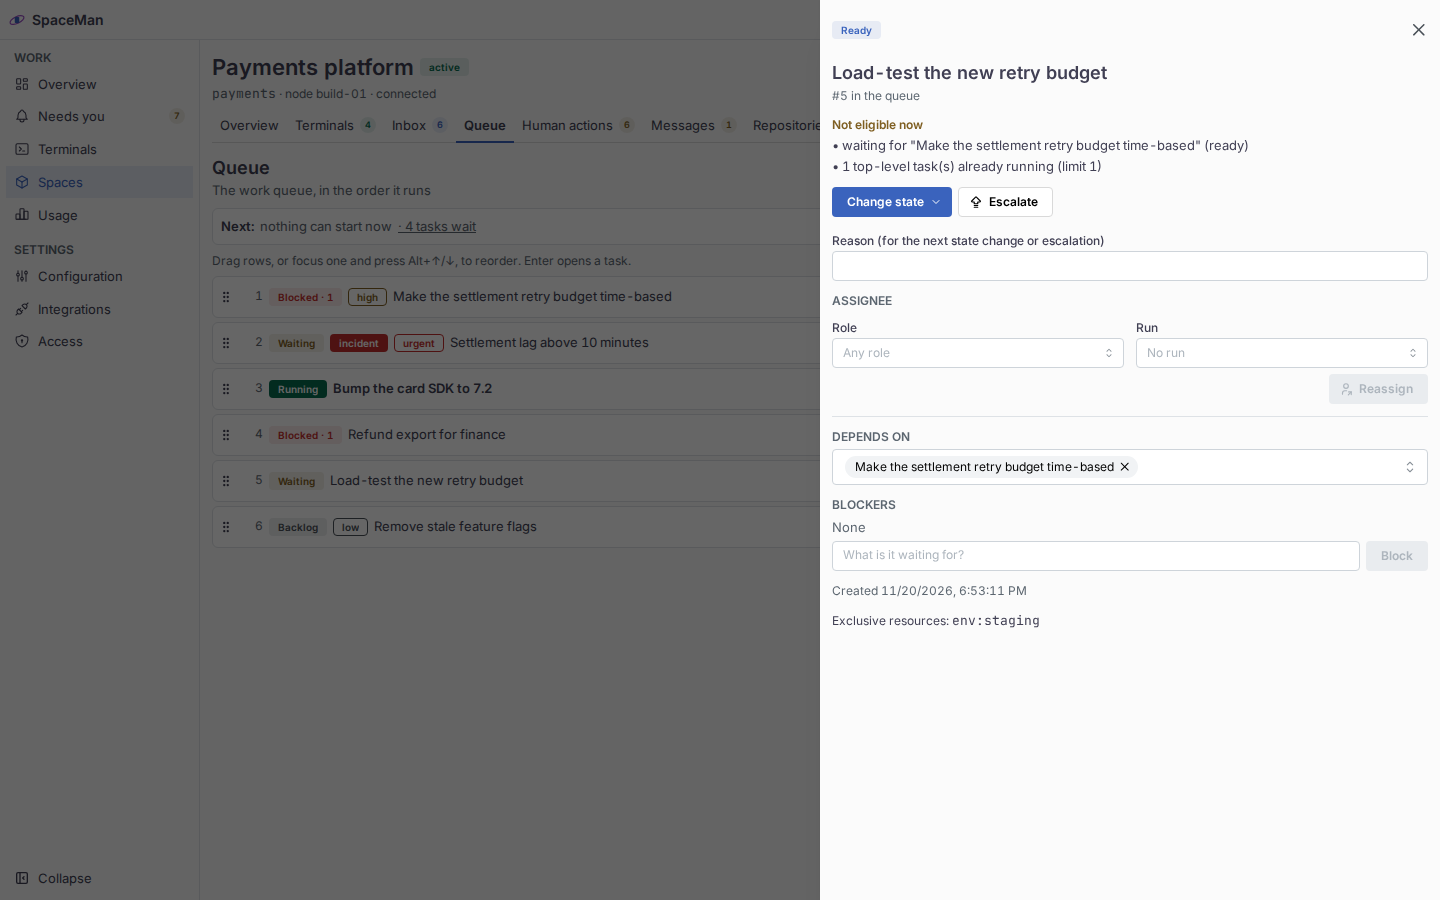 SpaceMan
WORK
Overview
Needs you 7
Terminals
Spaces
Usage
SETTINGS
Configuration
Integrations
Access
Collapse
Payments platform active
payments · node build-01 · connected
Overview Terminals 4 Inbox 6 Queue Human actions 6 Messages 1 Repositorie
Queue
The work queue, in the order it runs
Next: nothing can start now · 4 tasks wait
Drag rows, or focus one and press Alt+↑/↓, to reorder. Enter opens a task.
1 Blocked · 1 high Make the settlement retry budget time-based
2 Waiting incident urgent Settlement lag above 10 minutes
3 Running Bump the card SDK to 7.2
4 Blocked · 1 Refund export for finance
5 Waiting Load-test the new retry budget
6 Backlog low Remove stale feature flags
Ready
Load-test the new retry budget
#5 in the queue
Not eligible now
• waiting for "Make the settlement retry budget time-based" (ready)
• 1 top-level task(s) already running (limit 1)
Change state Escalate
Reason (for the next state change or escalation)
ASSIGNEE
Role Run
Any role No run
Reassign
DEPENDS ON
Make the settlement retry budget time-based
BLOCKERS
None
What is it waiting for? Block
Created 11/20/2026, 6:53:11 PM
Exclusive resources: env:staging